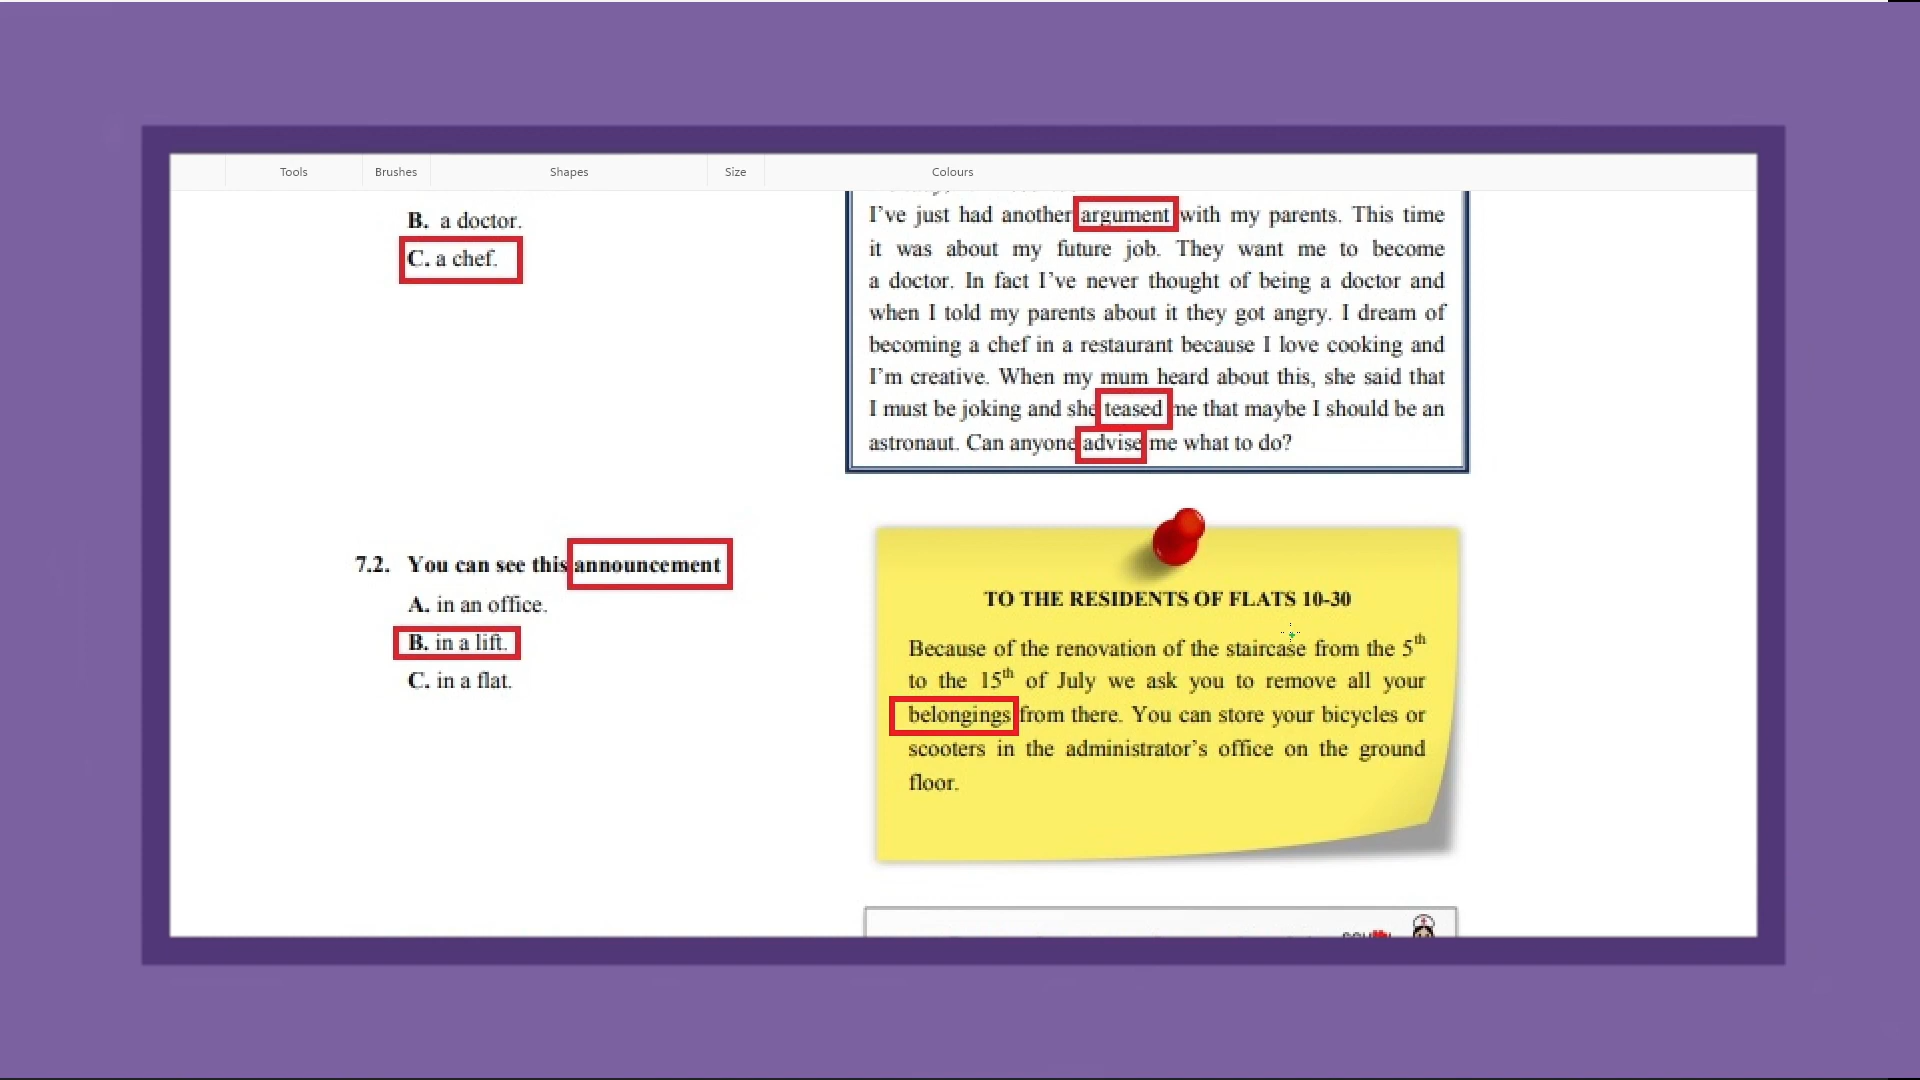 Tools Brushes Shapes Size Colours
B. a doctor.
C. a chef.
I've just had another argument with my parents. This time
it was about my future job. They want me to become
a doctor. In fact I've never thought of being a doctor and
when I told my parents about it they got angry. I dream of
becoming a chef in a restaurant because I love cooking and
I'm creative. When my mum heard about this, she said that
I must be joking and she teased me that maybe I should be an
astronaut. Can anyone advise me what to do?
7.2. You can see this announcement
A. in an office.
B. in a lift.
C. in a flat.
TO THE RESIDENTS OF FLATS 10-30
Because of the renovation of the staircase from the 5th
to the 15th of July we ask you to remove all your
belongings from there. You can store your bicycles or
scooters in the administrator's office on the ground
floor.